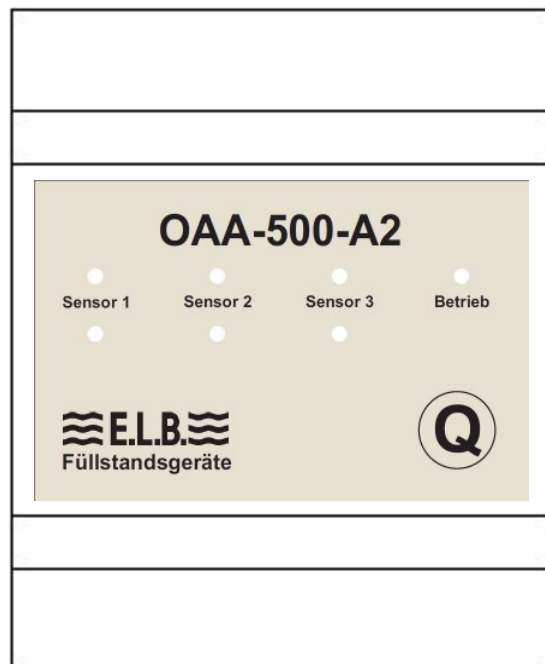 OAA-500-A2
Sensor 1 Sensor 2 Sensor 3 Betrieb
E.L.B.
Füllstandsgeräte
Q